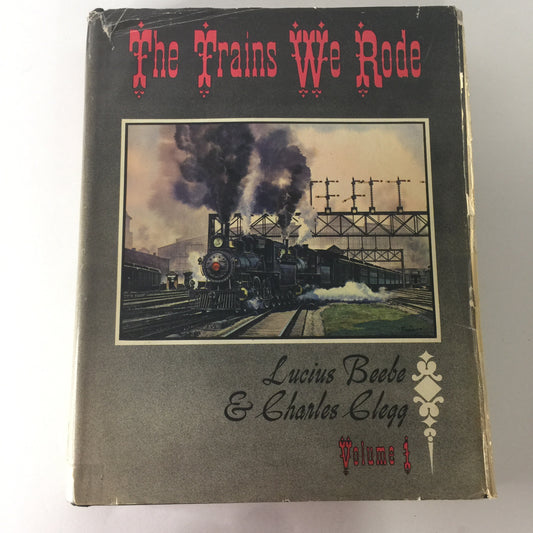 The Trains We Rode
Lucius Beebe
& Charles Clegg
Volume 1